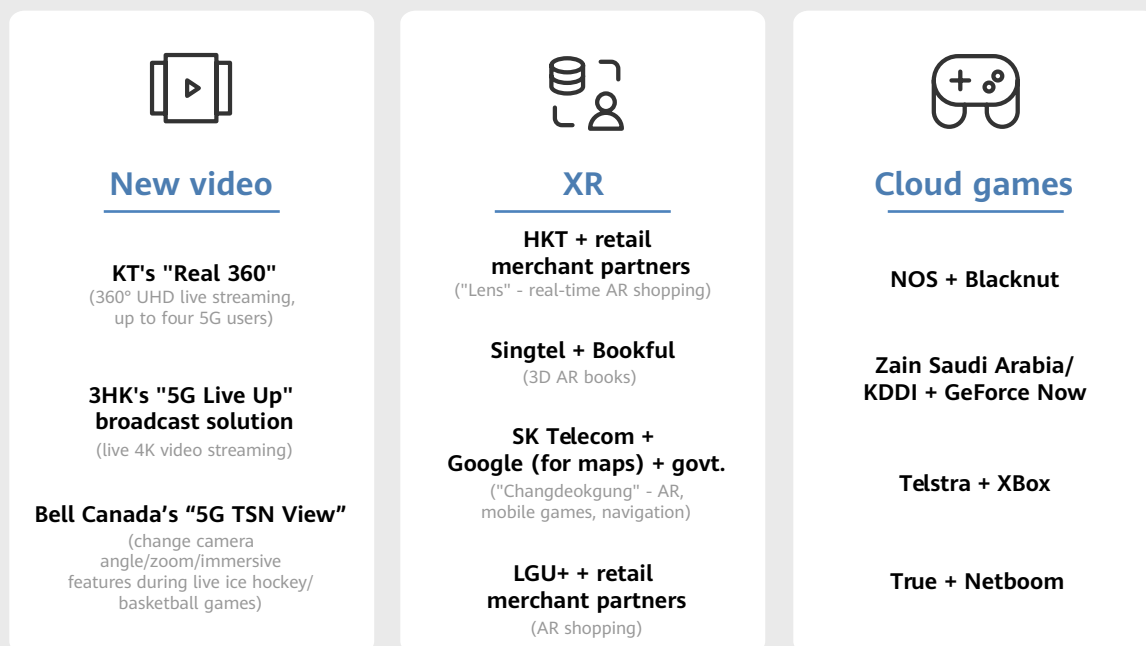 New video
KT's "Real 360"
(360° UHD live streaming,
up to four 5G users)
3HK's "5G Live Up"
broadcast solution
(live 4K video streaming)
Bell Canada’s “5G TSN View”
(change camera
angle/zoom/immersive
features during live ice hockey/
basketball games)
XR
HKT + retail
merchant partners
("Lens" - real-time AR shopping)
Singtel + Bookful
(3D AR books)
SK Telecom +
Google (for maps) + govt.
("Changdeokgung" - AR,
mobile games, navigation)
LGU+ + retail
merchant partners
(AR shopping)
Cloud games
NOS + Blacknut
Zain Saudi Arabia/
KDDI + GeForce Now
Telstra + XBox
True + Netboom